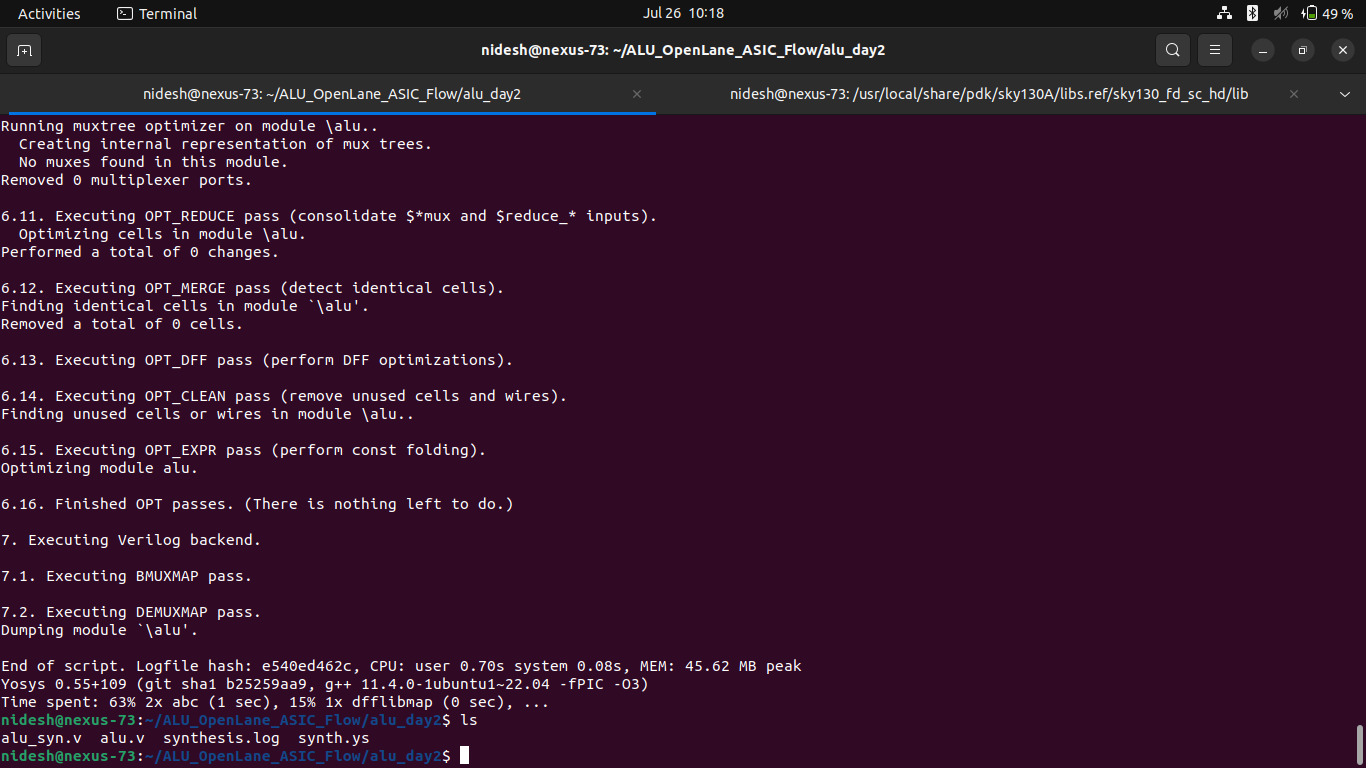 Activities
Terminal
Jul 26 10:18
49 %
nidesh@nexus-73: ~/ALU_OpenLane_ASIC_Flow/alu_day2
nidesh@nexus-73: ~/ALU_OpenLane_ASIC_Flow/alu_day2
nidesh@nexus-73: /usr/local/share/pdk/sky130A/libs.ref/sky130_fd_sc_hd/lib
Running muxtree optimizer on module \alu..
  Creating internal representation of mux trees.
  No muxes found in this module.
Removed 0 multiplexer ports.
6.11. Executing OPT_REDUCE pass (consolidate $*mux and $reduce_* inputs).
  Optimizing cells in module \alu.
Performed a total of 0 changes.
6.12. Executing OPT_MERGE pass (detect identical cells).
Finding identical cells in module `\alu'.
Removed a total of 0 cells.
6.13. Executing OPT_DFF pass (perform DFF optimizations).
6.14. Executing OPT_CLEAN pass (remove unused cells and wires).
Finding unused cells or wires in module \alu..
6.15. Executing OPT_EXPR pass (perform const folding).
Optimizing module alu.
6.16. Finished OPT passes. (There is nothing left to do.)
7. Executing Verilog backend.
7.1. Executing BMUXMAP pass.
7.2. Executing DEMUXMAP pass.
Dumping module `\alu'.
End of script. Logfile hash: e540ed462c, CPU: user 0.70s system 0.08s, MEM: 45.62 MB peak
Yosys 0.55+109 (git sha1 b25259aa9, g++ 11.4.0-1ubuntu1~22.04 -fPIC -O3)
Time spent: 63% 2x abc (1 sec), 15% 1x dfflibmap (0 sec), ...
nidesh@nexus-73:~/ALU_OpenLane_ASIC_Flow/alu_day2$ ls
alu_syn.v  alu.v  synthesis.log  synth.ys
nidesh@nexus-73:~/ALU_OpenLane_ASIC_Flow/alu_day2$